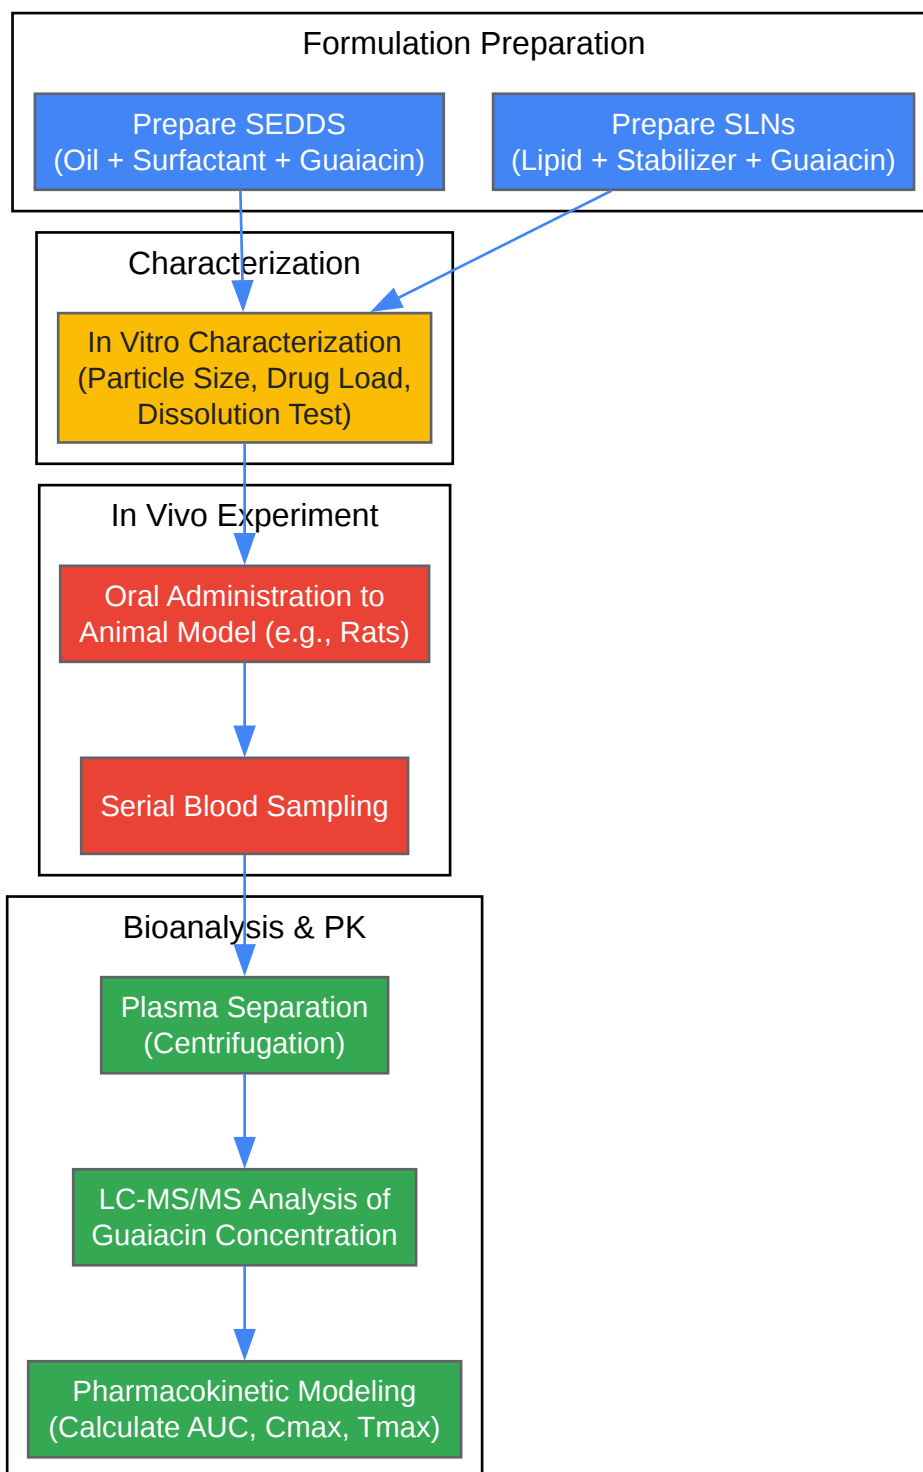 Formulation Preparation
Prepare SEDDS
(Oil + Surfactant + Guaiacin)
Prepare SLNs
(Lipid + Stabilizer + Guaiacin)
Characterization
In Vitro Characterization
(Particle Size, Drug Load,
Dissolution Test)
In Vivo Experiment
Oral Administration to
Animal Model (e.g., Rats)
Serial Blood Sampling
Bioanalysis & PK
Plasma Separation
(Centrifugation)
LC-MS/MS Analysis of
Guaiacin Concentration
Pharmacokinetic Modeling
(Calculate AUC, Cmax, Tmax)